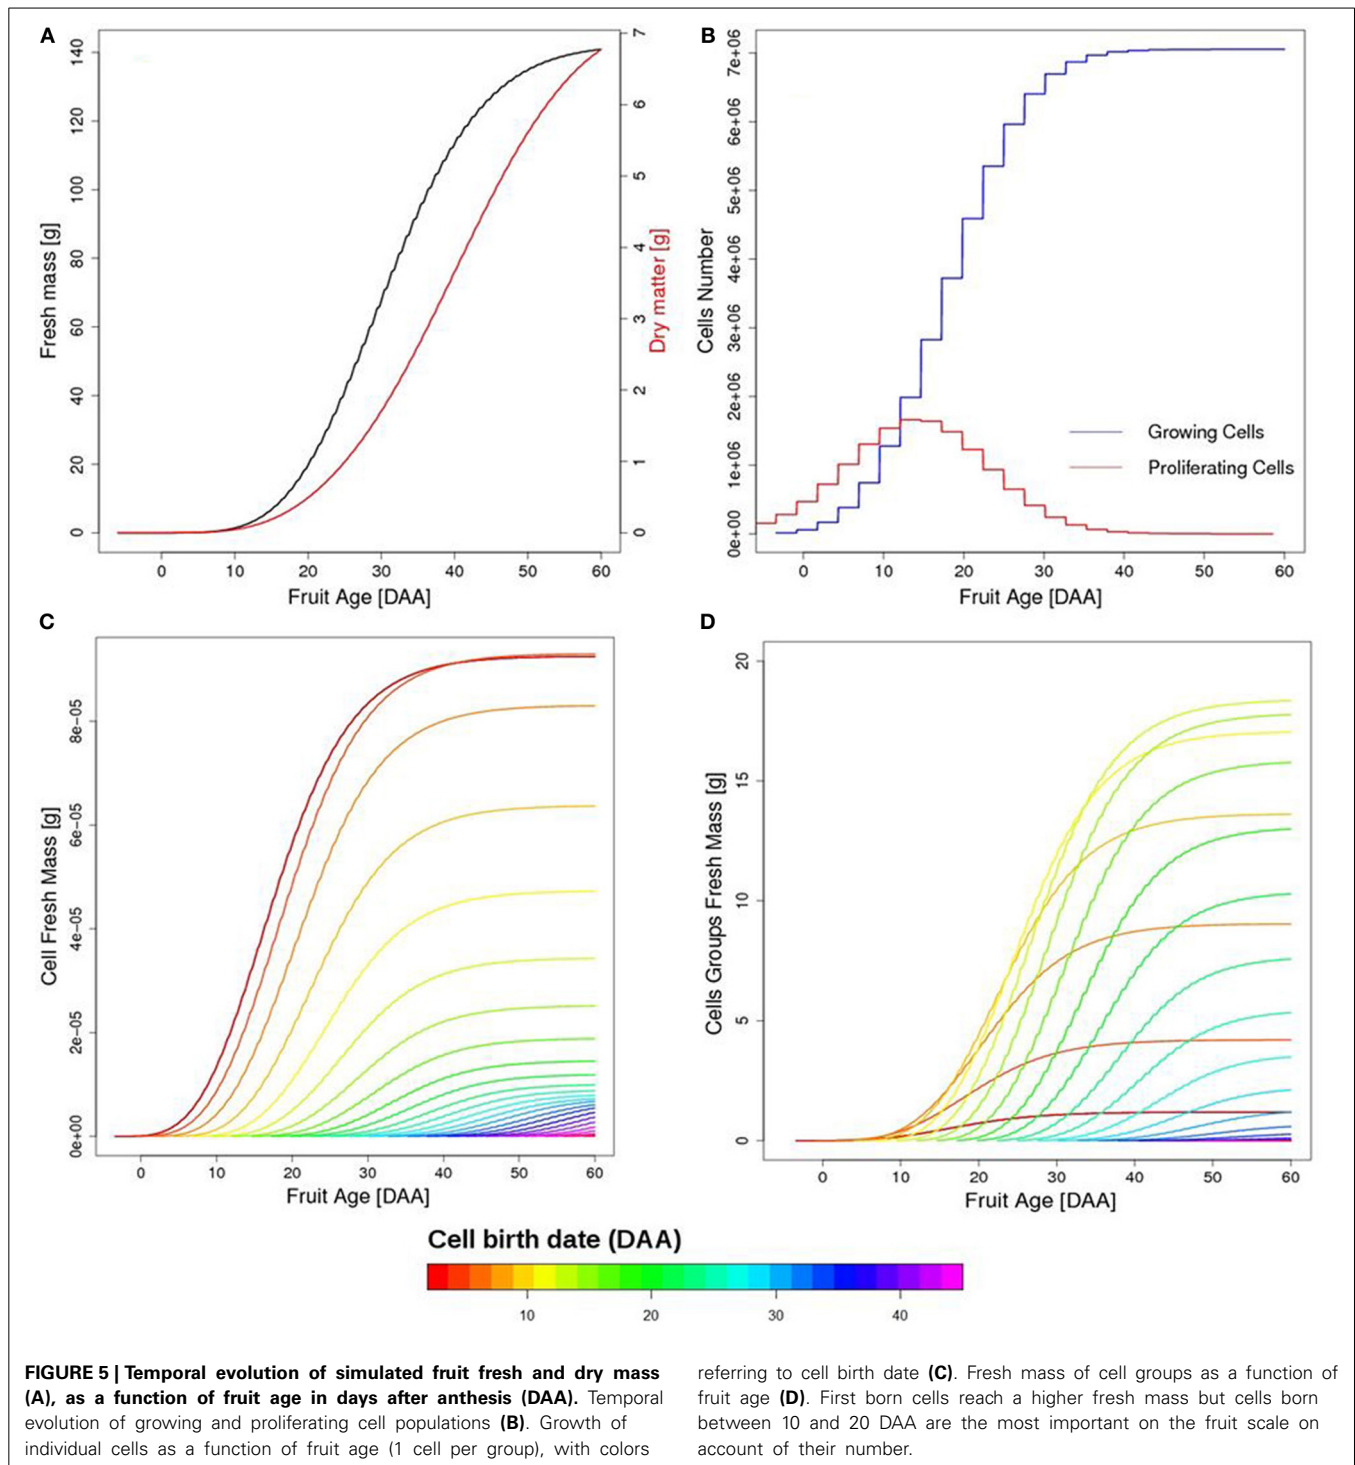 A
Fresh mass [g]
0
20
40
60
80
100
120
140
0
1
2
3
4
5
6
7
Dry matter [g]
0
10
20
30
40
50
60
Fruit Age [DAA]
B
Cells Number
0e+00
1e+06
2e+06
3e+06
4e+06
5e+06
6e+06
7e+06
Growing Cells
Proliferating Cells
0
10
20
30
40
50
60
Fruit Age [DAA]
C
Cell Fresh Mass [g]
0e+00
2e−05
4e−05
6e−05
8e−05
0
10
20
30
40
50
60
Fruit Age [DAA]
D
Cells Groups Fresh Mass [g]
0
5
10
15
20
0
10
20
30
40
50
60
Fruit Age [DAA]
Cell birth date (DAA)
10
20
30
40
FIGURE 5 | Temporal evolution of simulated fruit fresh and dry mass
(A), as a function of fruit age in days after anthesis (DAA). Temporal
evolution of growing and proliferating cell populations (B). Growth of
individual cells as a function of fruit age (1 cell per group), with colors
referring to cell birth date (C). Fresh mass of cell groups as a function of
fruit age (D). First born cells reach a higher fresh mass but cells born
between 10 and 20 DAA are the most important on the fruit scale on
account of their number.